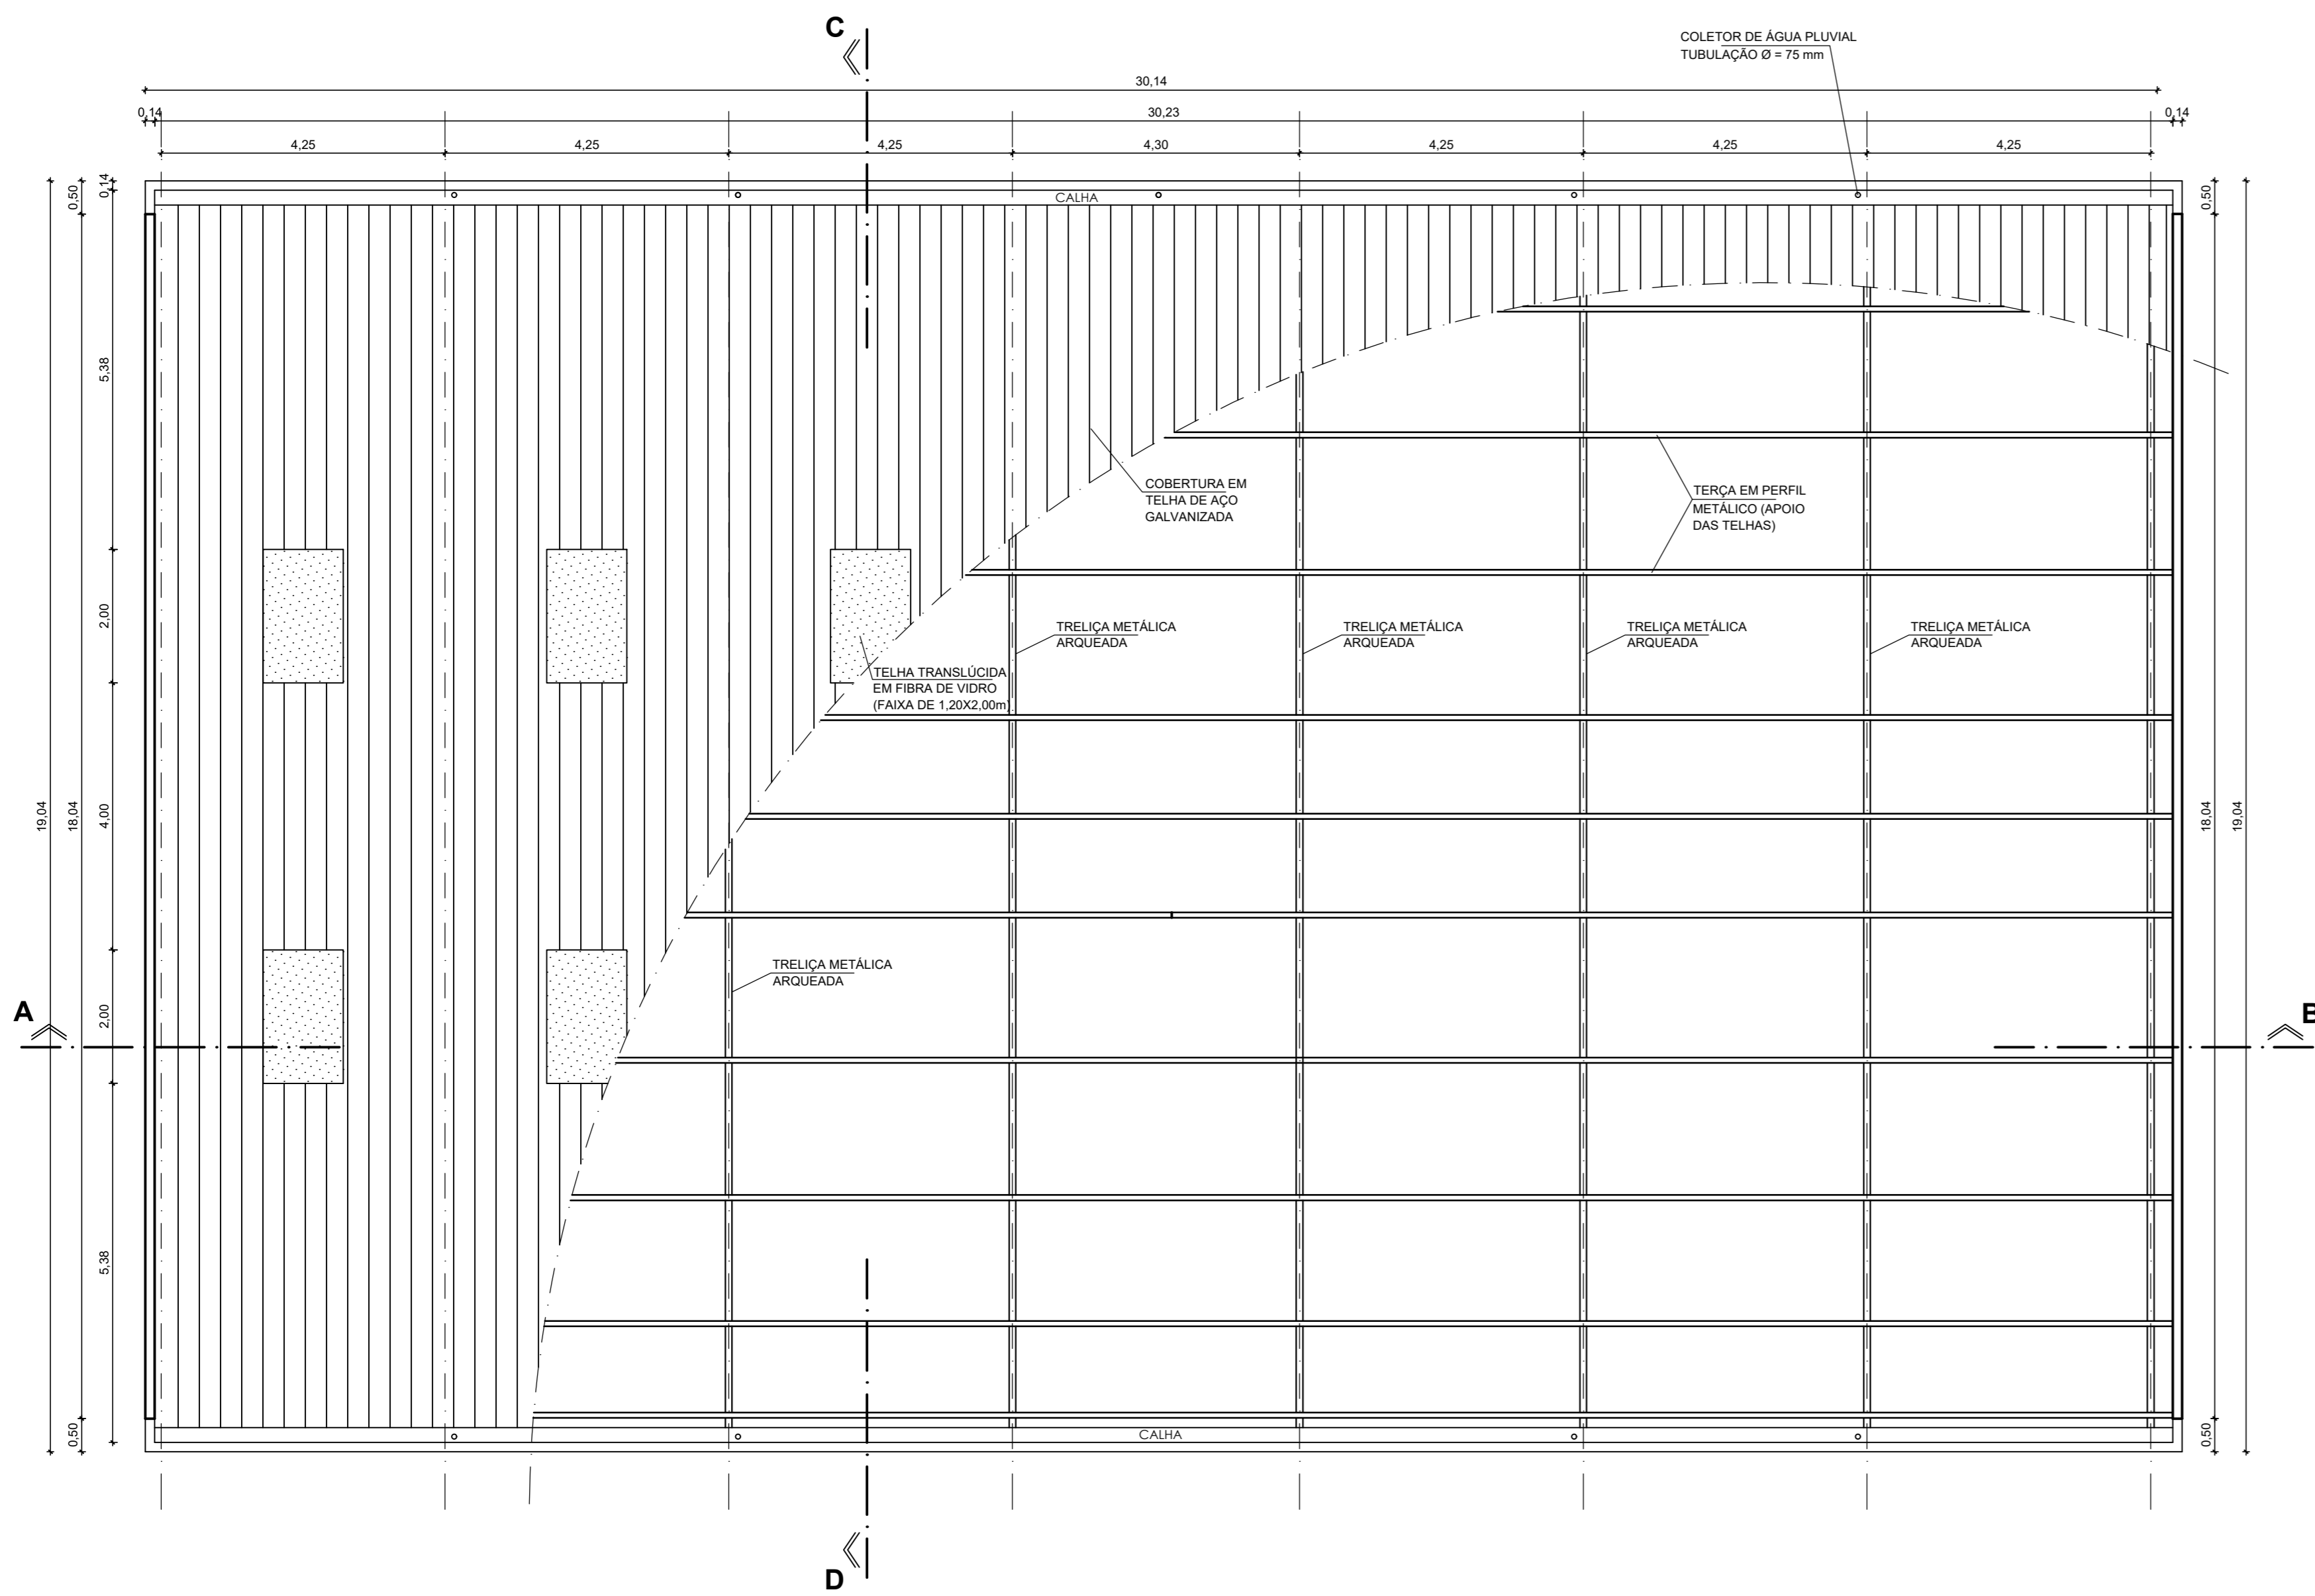 C
COLETOR DE ÁGUA PLUVIAL
TUBULAÇÃO Ø = 75 mm
30,14
0,14
30,23
0,14
4,25
4,25
4,25
4,30
4,25
4,25
4,25
0,14
0,50
0,50
CALHA
5,38
COBERTURA EM
TELHA DE AÇO
GALVANIZADA
TERÇA EM PERFIL
METÁLICO (APOIO
DAS TELHAS)
2,00
TRELIÇA METÁLICA
ARQUEADA
TRELIÇA METÁLICA
ARQUEADA
TRELIÇA METÁLICA
ARQUEADA
TRELIÇA METÁLICA
ARQUEADA
TELHA TRANSLÚCIDA
EM FIBRA DE VIDRO
(FAIXA DE 1,20X2,00m)
19,04
18,04
4,00
18,04
19,04
TRELIÇA METÁLICA
ARQUEADA
A
2,00
B
5,38
0,50
0,50
CALHA
D